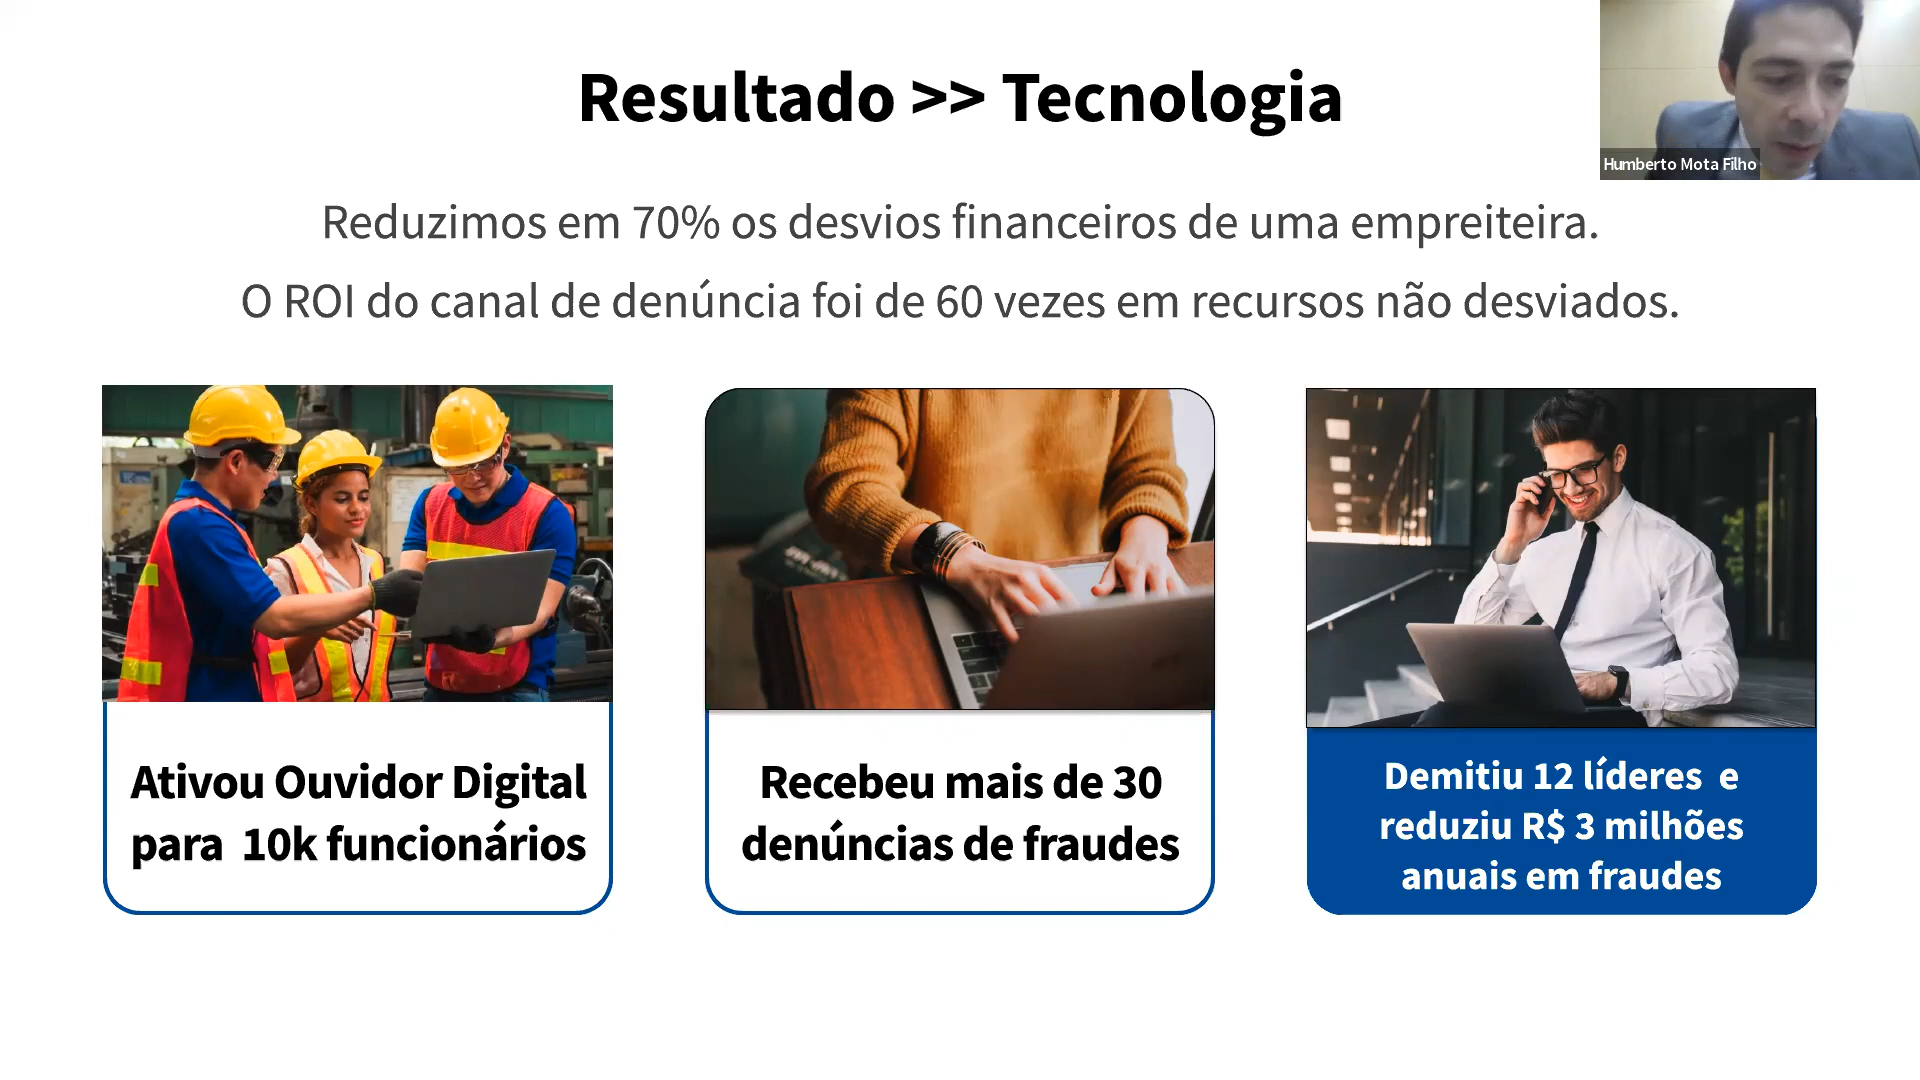 Resultado >> Tecnologia
Humberto Mota Filho
Reduzimos em 70% os desvios financeiros de uma empreiteira.
O ROI do canal de denúncia foi de 60 vezes em recursos não desviados.
Ativou Ouvidor Digital
para 10k funcionários
Recebeu mais de 30
denúncias de fraudes
Demitiu 12 líderes e
reduziu R$ 3 milhões
anuais em fraudes